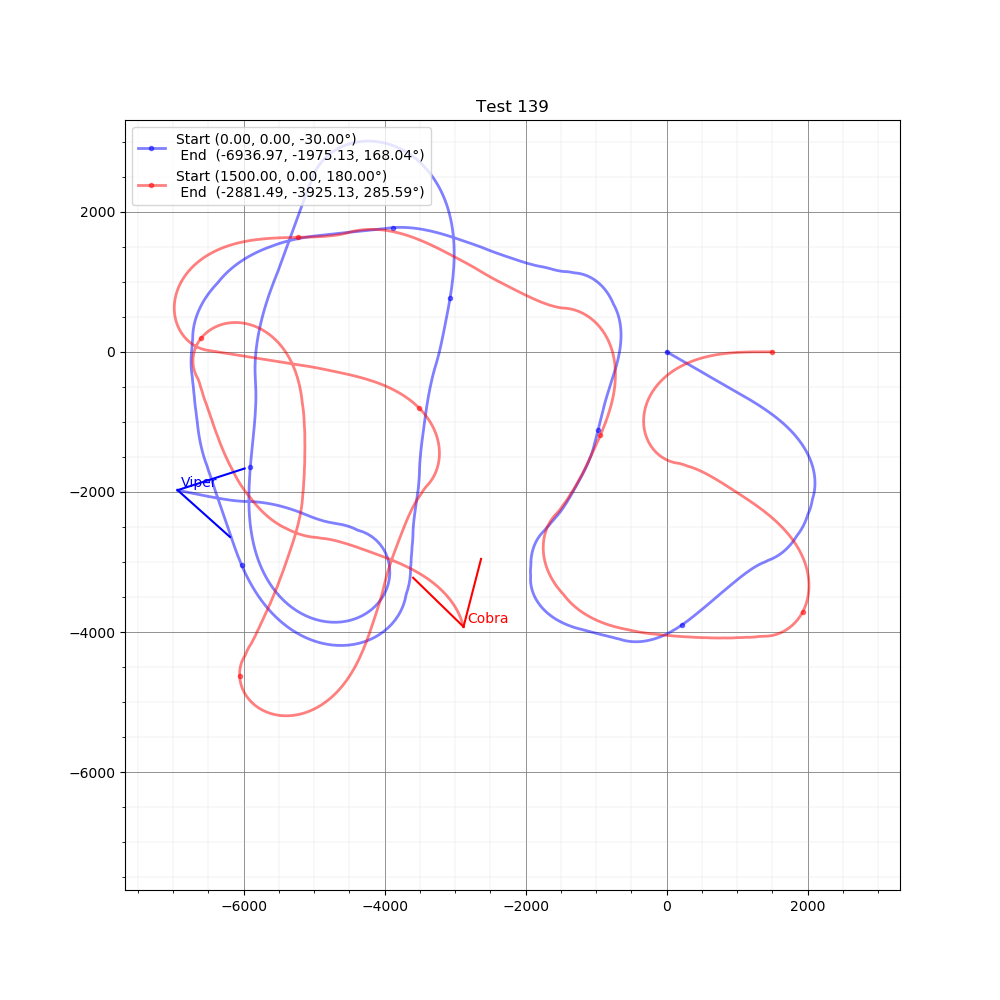 Test 139
Start (0.00, 0.00, -30.00°)
End (-6936.97, -1975.13, 168.04°)
Start (1500.00, 0.00, 180.00°)
End (-2881.49, -3925.13, 285.59°)
2000
0
−2000
−4000
−6000
Viper
Cobra
−6000 −4000 −2000 0 2000